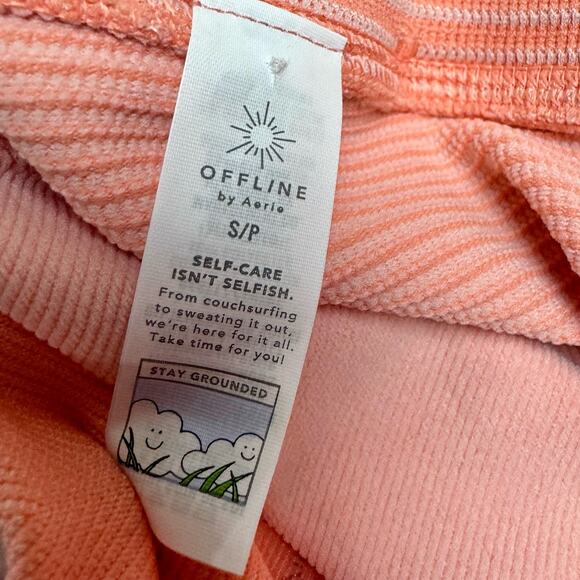 OFFLINE
by Aerie
S/P
SELF-CARE
ISN'T SELFISH.
From couchsurfing
to sweating it out,
we're here for it all.
Take time for you!
STAY GROUNDED